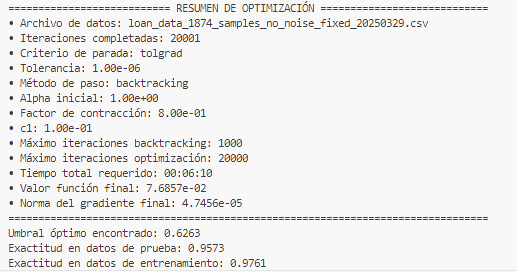 =========================== RESUMEN DE OPTIMIZACIÓN ============================
• Archivo de datos: loan_data_1874_samples_no_noise_fixed_20250329.csv
• Iteraciones completadas: 20001
• Criterio de parada: tolgrad
• Tolerancia: 1.00e-06
• Método de paso: backtracking
• Alpha inicial: 1.00e+00
• Factor de contracción: 8.00e-01
• c1: 1.00e-01
• Máximo iteraciones backtracking: 1000
• Máximo iteraciones optimización: 20000
• Tiempo total requerido: 00:06:10
• Valor función final: 7.6857e-02
• Norma del gradiente final: 4.7456e-05
================================================================================
Umbral óptimo encontrado: 0.6263
Exactitud en datos de prueba: 0.9573
Exactitud en datos de entrenamiento: 0.9761